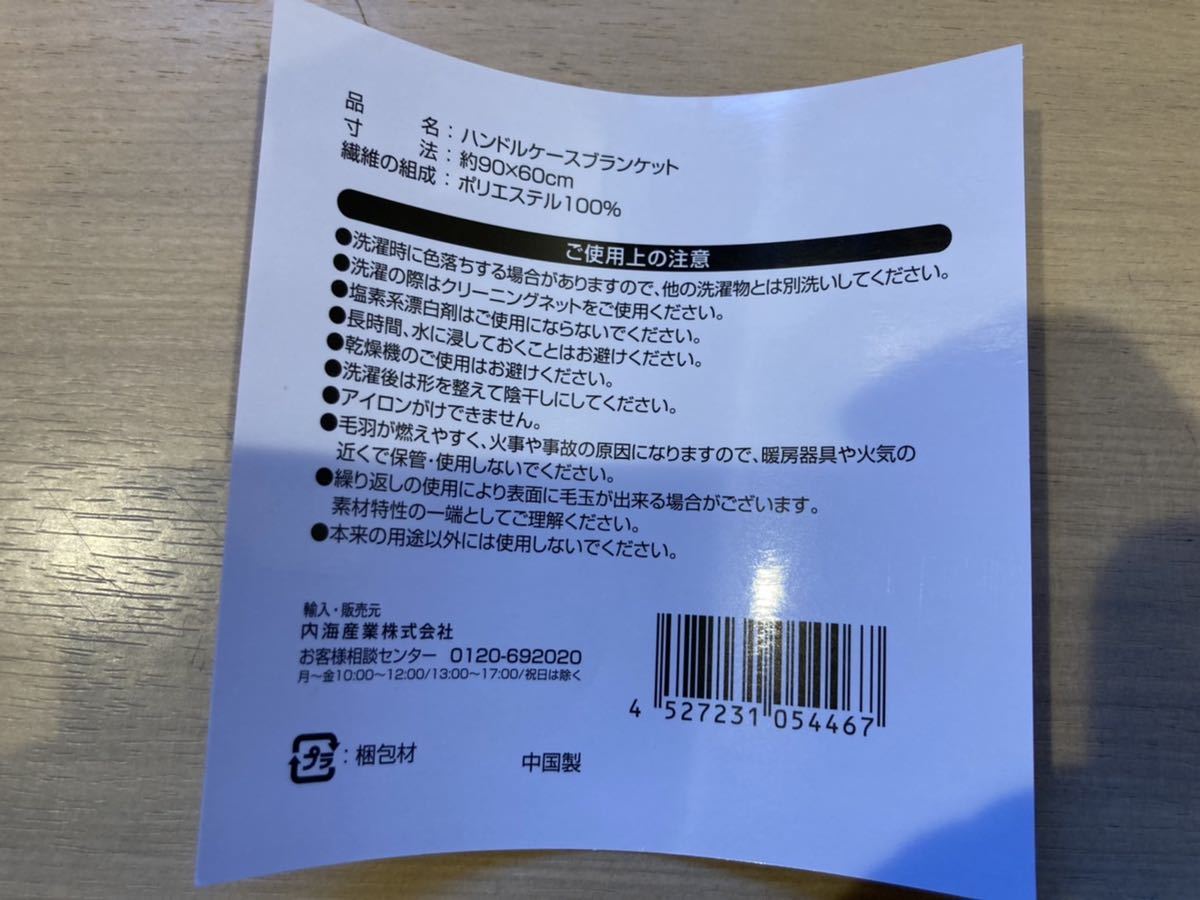 品　名：ハンドルケースブランケット
寸　法：約90×60cm
繊維の組成：ポリエステル100%
ご使用上の注意
●洗濯時に色落ちする場合がありますので、他の洗濯物とは別洗いしてください。
●洗濯の際はクリーニングネットをご使用ください。
●塩素系漂白剤はご使用にならないでください。
●長時間、水に浸しておくことはお避けください。
●乾燥機のご使用はお避けください。
●洗濯後は形を整えて陰干しにしてください。
●アイロンがけできません。
●毛羽が燃えやすく、火事や事故の原因になりますので、暖房器具や火気の
近くで保管・使用しないでください。
●繰り返しの使用により表面に毛玉が出来る場合がございます。
素材特性の一端としてご理解ください。
●本来の用途以外には使用しないでください。
輸入・販売元
内海産業株式会社
お客様相談センター 0120-692020
月～金10:00～12:00/13:00～17:00/祝日は除く
4 527231 054467
プラ：梱包材
中国製